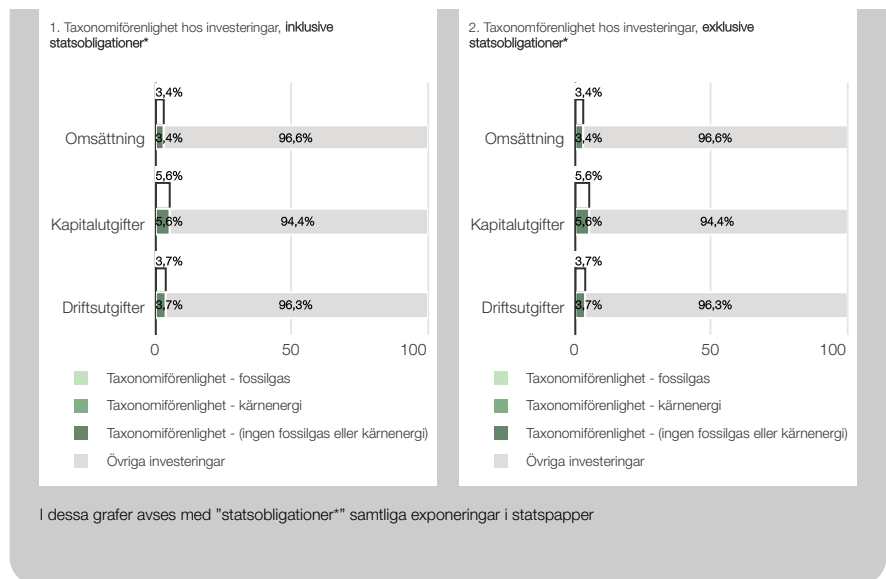 1. Taxonomiförenlighet hos investeringar, inklusive
statsobligationer*
3,4%
Omsättning 3,4% 96,6%
5,6%
Kapitalutgifter 5,6% 94,4%
3,7%
Driftsutgifter 3,7% 96,3%
0 50 100
Taxonomiförenlighet - fossilgas
Taxonomiförenlighet - kärnenergi
Taxonomiförenlighet - (ingen fossilgas eller kärnenergi)
Övriga investeringar
2. Taxonomförenlighet hos investeringar, exklusive
statsobligationer*
3,4%
Omsättning 3,4% 96,6%
5,6%
Kapitalutgifter 5,6% 94,4%
3,7%
Driftsutgifter 3,7% 96,3%
0 50 100
Taxonomiförenlighet - fossilgas
Taxonomiförenlighet - kärnenergi
Taxonomiförenlighet - (ingen fossilgas eller kärnenergi)
Övriga investeringar
I dessa grafer avses med ”statsobligationer*” samtliga exponeringar i statspapper